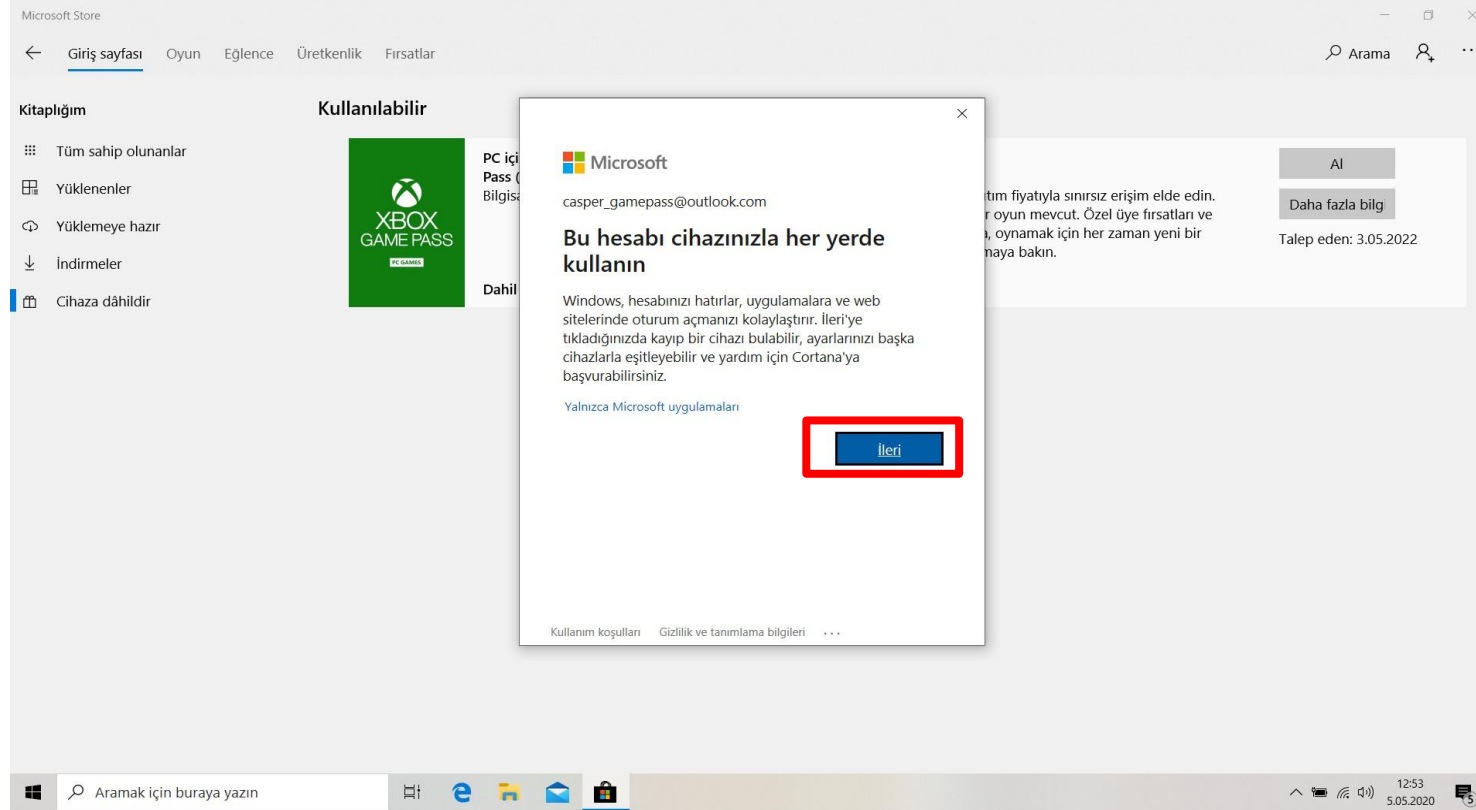 Microsoft Store
Giriş sayfası Oyun Eğlence Üretkenlik Fırsatlar
Arama
Kitaplığım
Tüm sahip olunanlar
Yüklenenler
Yüklemeye hazır
İndirmeler
Cihaza dâhildir
Kullanılabilir
XBOX
GAME PASS
PC GAMES
PC içi
Pass (
Bilgisa
Dahil
Microsoft
casper_gamepass@outlook.com
Bu hesabı cihazınızla her yerde
kullanın
Windows, hesabınızı hatırlar, uygulamalara ve web
sitelerinde oturum açmanızı kolaylaştırır. İleri'ye
tıkladığınızda kayıp bir cihazı bulabilir, ayarlarınızı başka
cihazlarla eşitleyebilir ve yardım için Cortana'ya
başvurabilirsiniz.
Yalnızca Microsoft uygulamaları
İleri
Kullanım koşulları Gizlilik ve tanımlama bilgileri ...
ıtım fiyatıyla sınırsız erişim elde edin.
r oyun mevcut. Özel üye fırsatları ve
, oynamak için her zaman yeni bir
maya bakın.
Al
Daha fazla bilg
Talep eden: 3.05.2022
Aramak için buraya yazın
12:53
5.05.2020
5